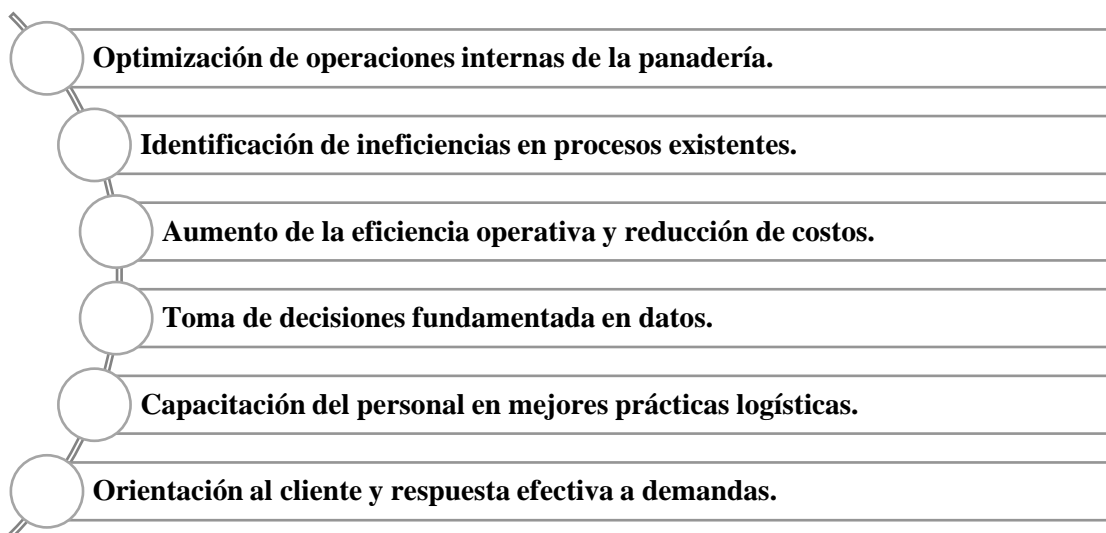 Optimización de operaciones internas de la panadería.
Identificación de ineficiencias en procesos existentes.
Aumento de la eficiencia operativa y reducción de costos.
Toma de decisiones fundamentada en datos.
Capacitación del personal en mejores prácticas logísticas.
Orientación al cliente y respuesta efectiva a demandas.